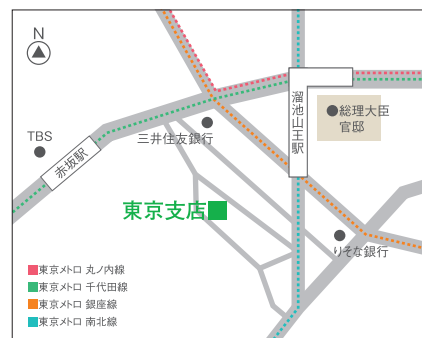 N
TBS
赤坂駅
三井住友銀行
溜池山王駅
総理大臣
官邸
東京支店
りそな銀行
東京メトロ 丸ノ内線
東京メトロ 千代田線
東京メトロ 銀座線
東京メトロ 南北線